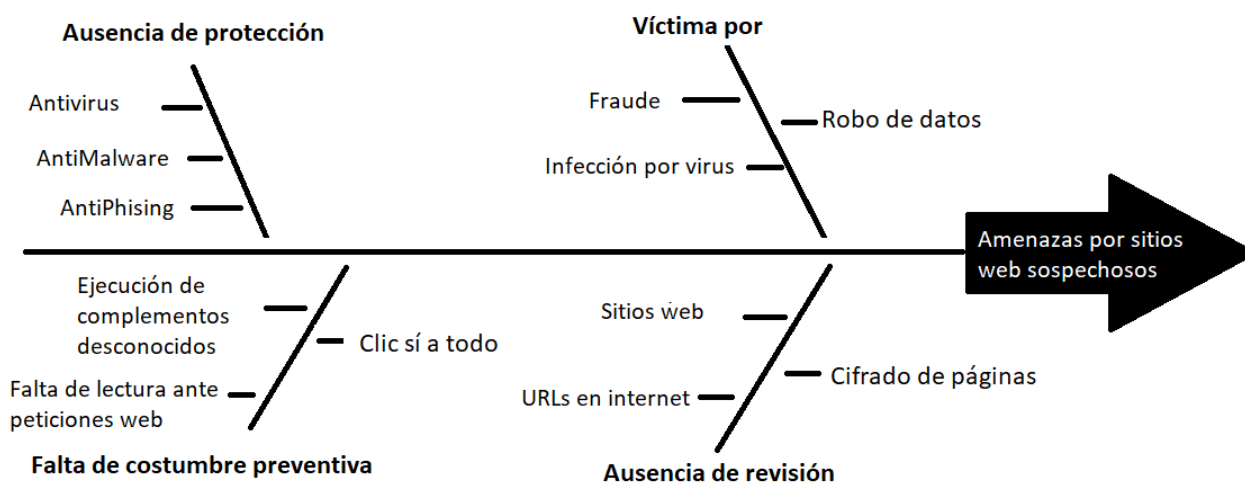 Ausencia de protección
Antivirus
AntiMalware
AntiPhising
Víctima por
Fraude
Robo de datos
Infección por virus
Amenazas por sitios
web sospechosos
Ejecución de
complementos
desconocidos
Clic sí a todo
Falta de lectura ante
peticiones web
Falta de costumbre preventiva
Sitios web
Cifrado de páginas
URLs en internet
Ausencia de revisión